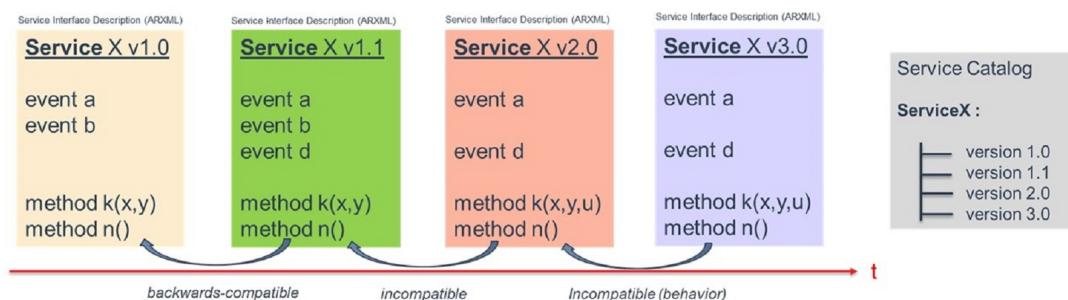 Service Interface Description (ARXML)
Service X v1.0
event a
event b
method k(x,y)
method n()
Service Interface Description (ARXML)
Service X v1.1
event a
event b
event d
method k(x,y)
method n()
Service Interface Description (ARXML)
Service X v2.0
event a
event d
method k(x,y,u)
method n()
Service Interface Description (ARXML)
Service X v3.0
event a
event d
method k(x,y,u)
method n()
Service Catalog
ServiceX :
version 1.0
version 1.1
version 2.0
version 3.0
t
backwards-compatible
incompatible
Incompatible (behavior)